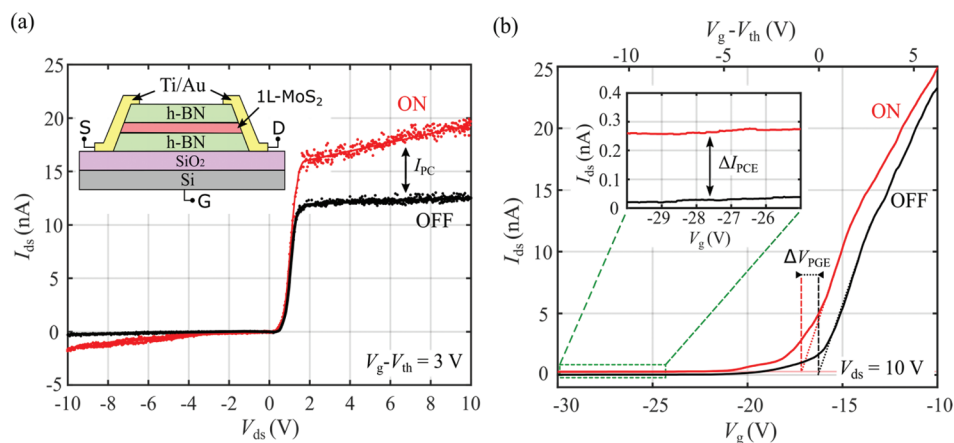 (a)
25
20
15
10
5
0
-5
I_ds (nA)
-10 -8 -6 -4 -2 0 2 4 6 8 10
V_ds (V)
Ti/Au
1L-MoS₂
h-BN
h-BN
S
D
SiO₂
Si
G
ON
I_PC
OFF
V_g-V_th = 3 V
(b)
V_g-V_th (V)
-10 -5 0 5
25
20
15
10
5
0
I_ds (nA)
-30 -25 -20 -15 -10
V_g (V)
0.4
0.3
0.2
0.1
0
I_ds (nA)
ΔI_PCE
-29 -28 -27 -26
V_g (V)
ON
OFF
ΔV_PGE
V_ds = 10 V